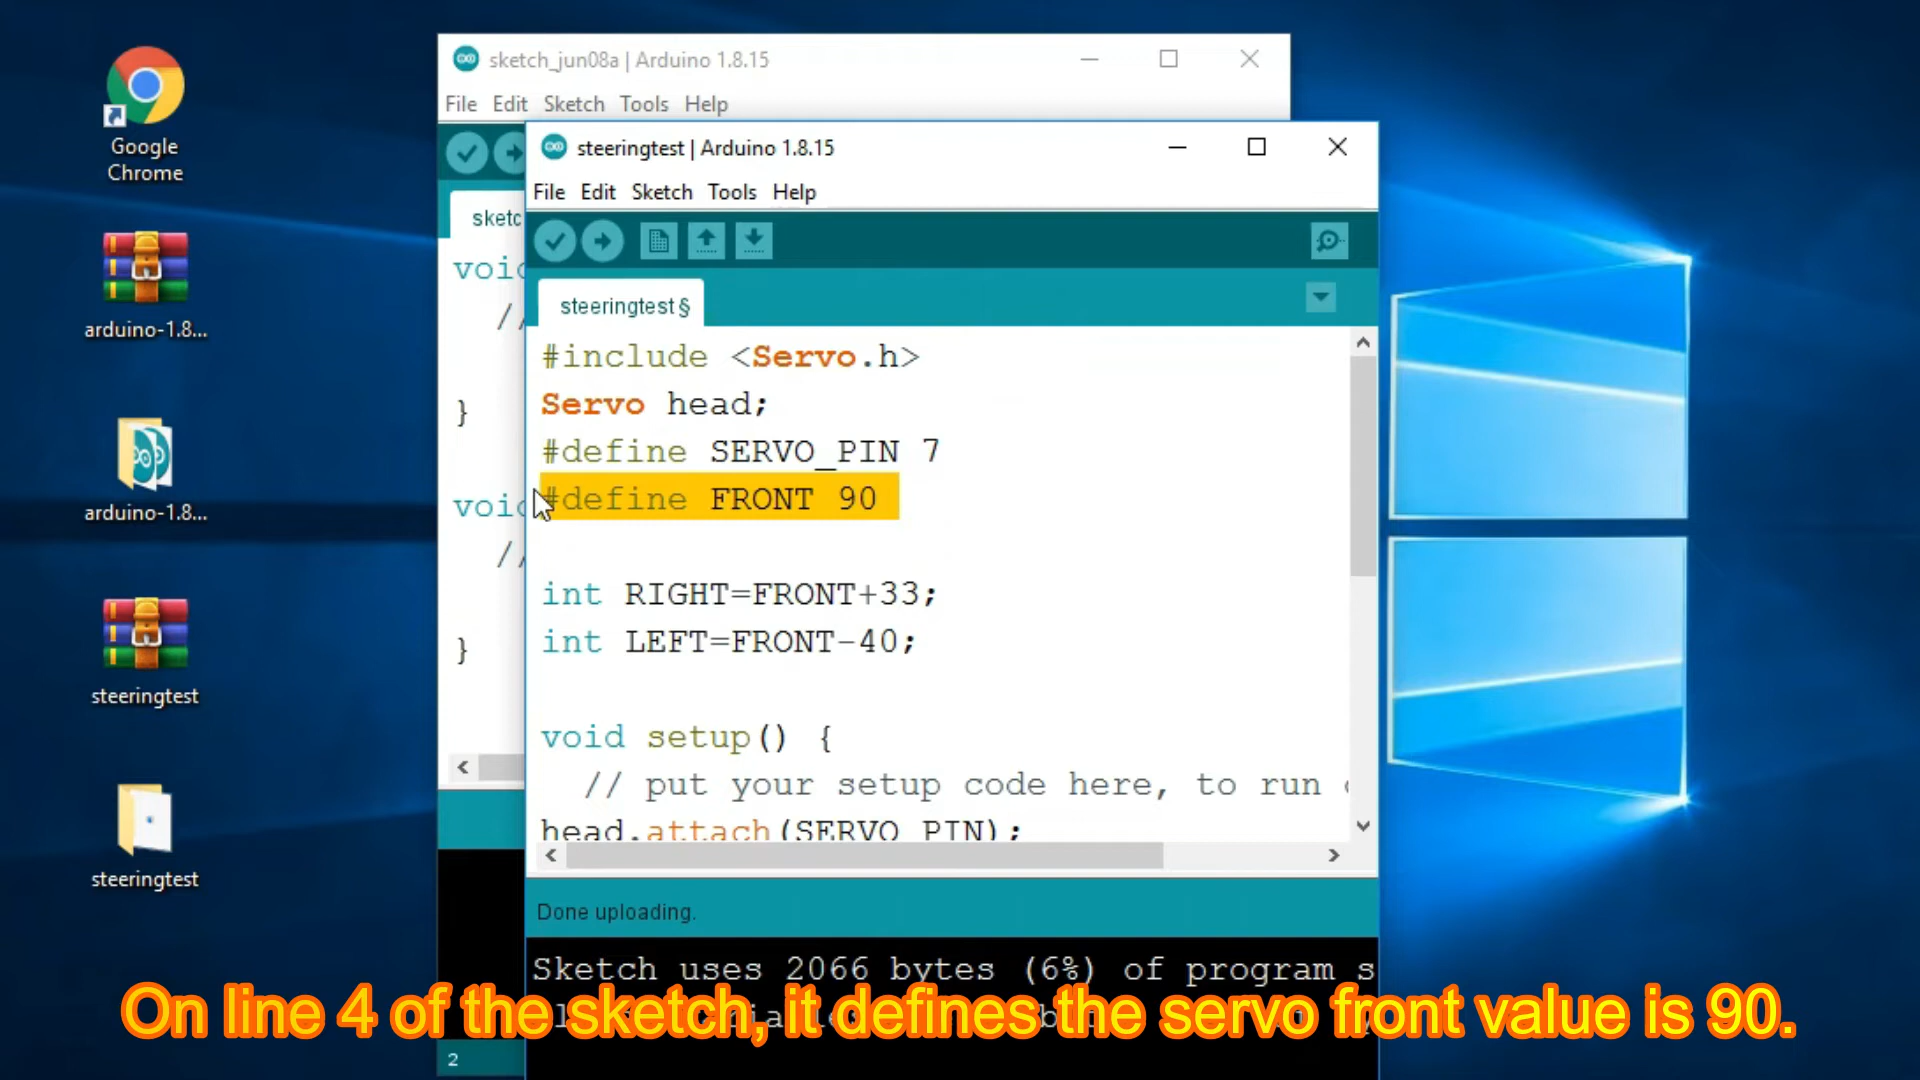 Google
Chrome
arduino-1.8...
arduino-1.8...
steeringtest
steeringtest
sketch_jun08a | Arduino 1.8.15
File Edit Sketch Tools Help
sketc
voic
//
}
voic
//
}
2
steeringtest | Arduino 1.8.15
File Edit Sketch Tools Help
steeringtest §
#include <Servo.h>
Servo head;
#define SERVO_PIN 7
#define FRONT 90
int RIGHT=FRONT+33;
int LEFT=FRONT-40;
void setup() {
// put your setup code here, to run
head.attach(SERVO_PIN);
Done uploading.
Sketch uses 2066 bytes (6%) of program s
On line 4 of the sketch, it defines the servo front value is 90.